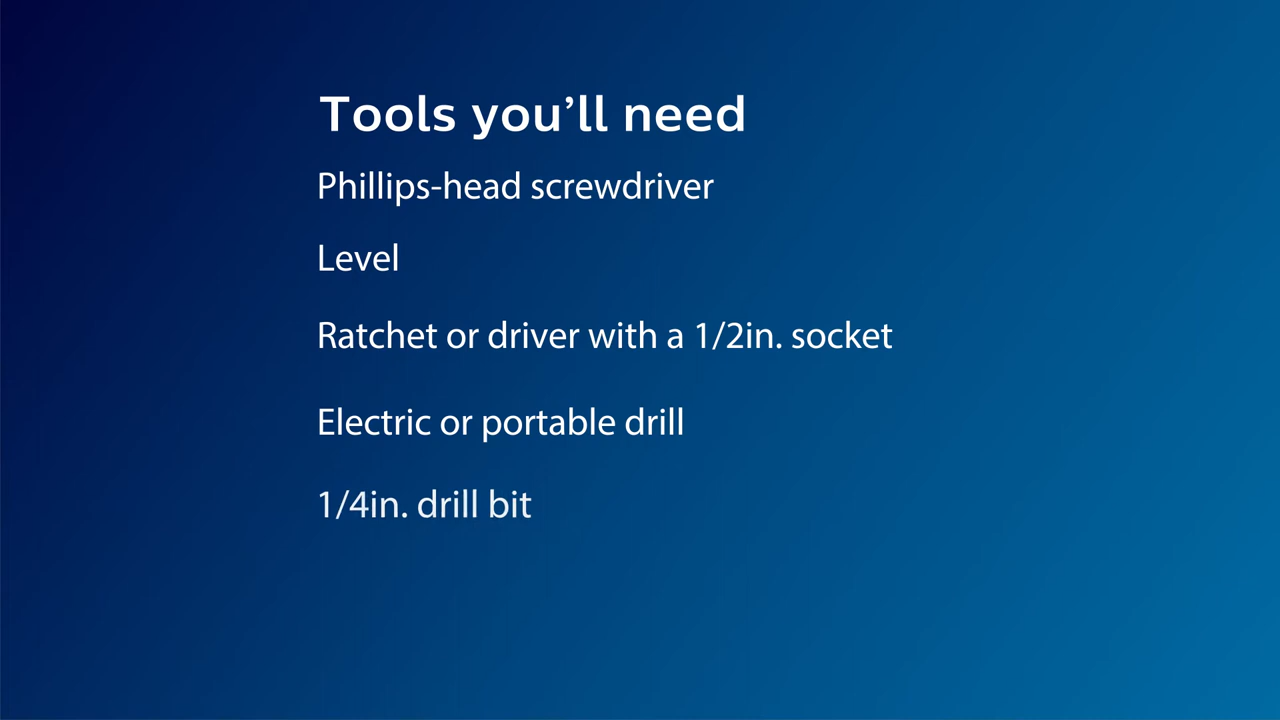 Tools you’ll need
Phillips-head screwdriver
Level
Ratchet or driver with a 1/2in. socket
Electric or portable drill
1/4in. drill bit